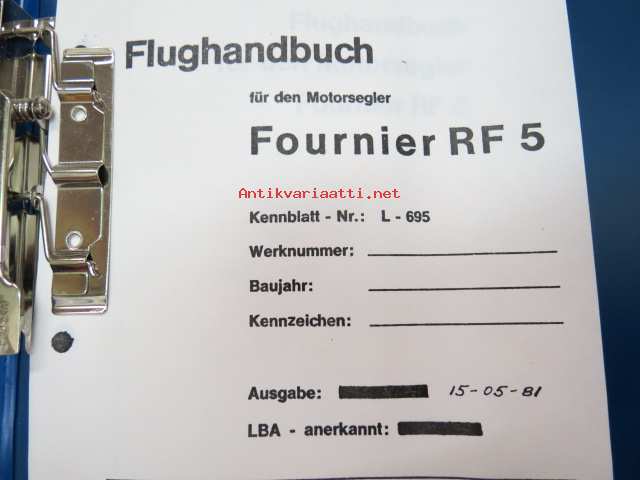 Flughandbuch
für den Motorsegler
Fournier RF 5
Antikvariaatti.net
Kennblatt - Nr.: L - 695
Werknummer:
Baujahr:
Kennzeichen:
Ausgabe: 15-05-81
LBA - anerkannt: